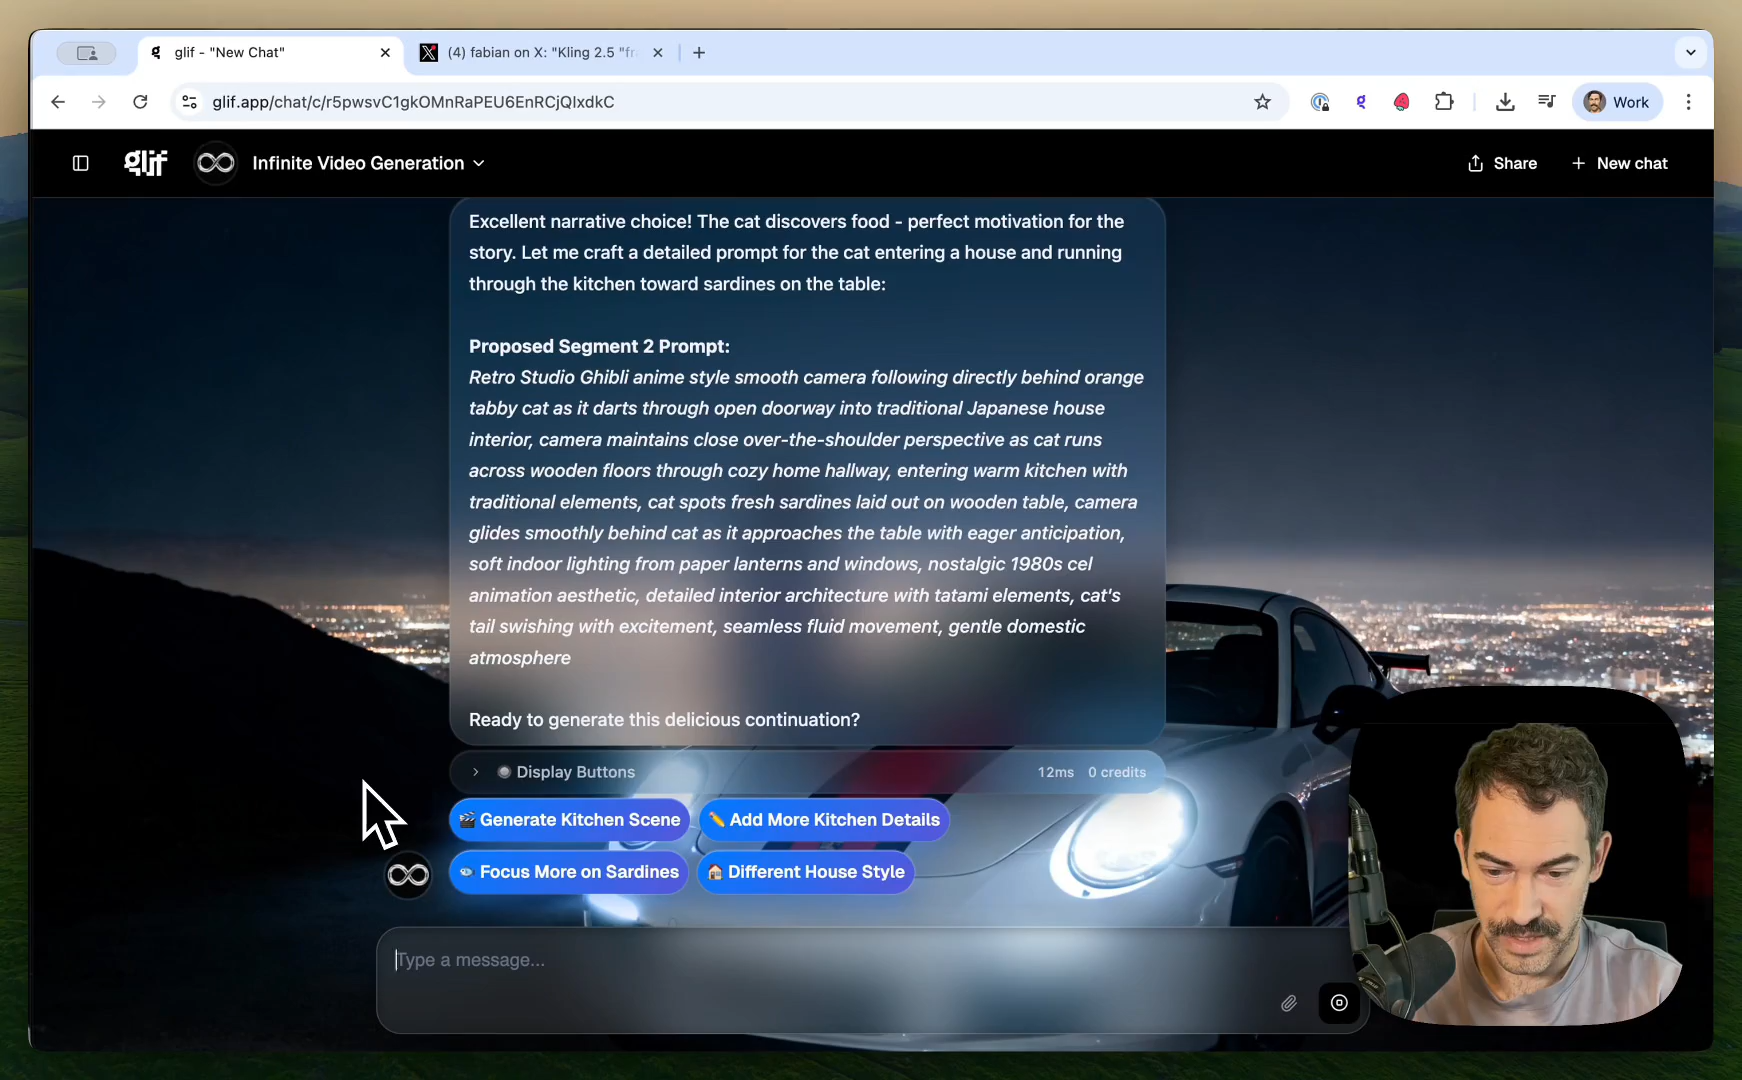 glif - "New Chat"
(4) fabian on X: "Kling 2.5 "fr
glif.app/chat/c/r5pwsvC1gkOMnRaPEU6EnRCjQlxdkC
Work
glif
Infinite Video Generation
Share
New chat
Excellent narrative choice! The cat discovers food - perfect motivation for the
story. Let me craft a detailed prompt for the cat entering a house and running
through the kitchen toward sardines on the table:
Proposed Segment 2 Prompt:
Retro Studio Ghibli anime style smooth camera following directly behind orange
tabby cat as it darts through open doorway into traditional Japanese house
interior, camera maintains close over-the-shoulder perspective as cat runs
across wooden floors through cozy home hallway, entering warm kitchen with
traditional elements, cat spots fresh sardines laid out on wooden table, camera
glides smoothly behind cat as it approaches the table with eager anticipation,
soft indoor lighting from paper lanterns and windows, nostalgic 1980s cel
animation aesthetic, detailed interior architecture with tatami elements, cat's
tail swishing with excitement, seamless fluid movement, gentle domestic
atmosphere
Ready to generate this delicious continuation?
Display Buttons 12ms 0 credits
Generate Kitchen Scene
Add More Kitchen Details
Focus More on Sardines
Different House Style
Type a message...